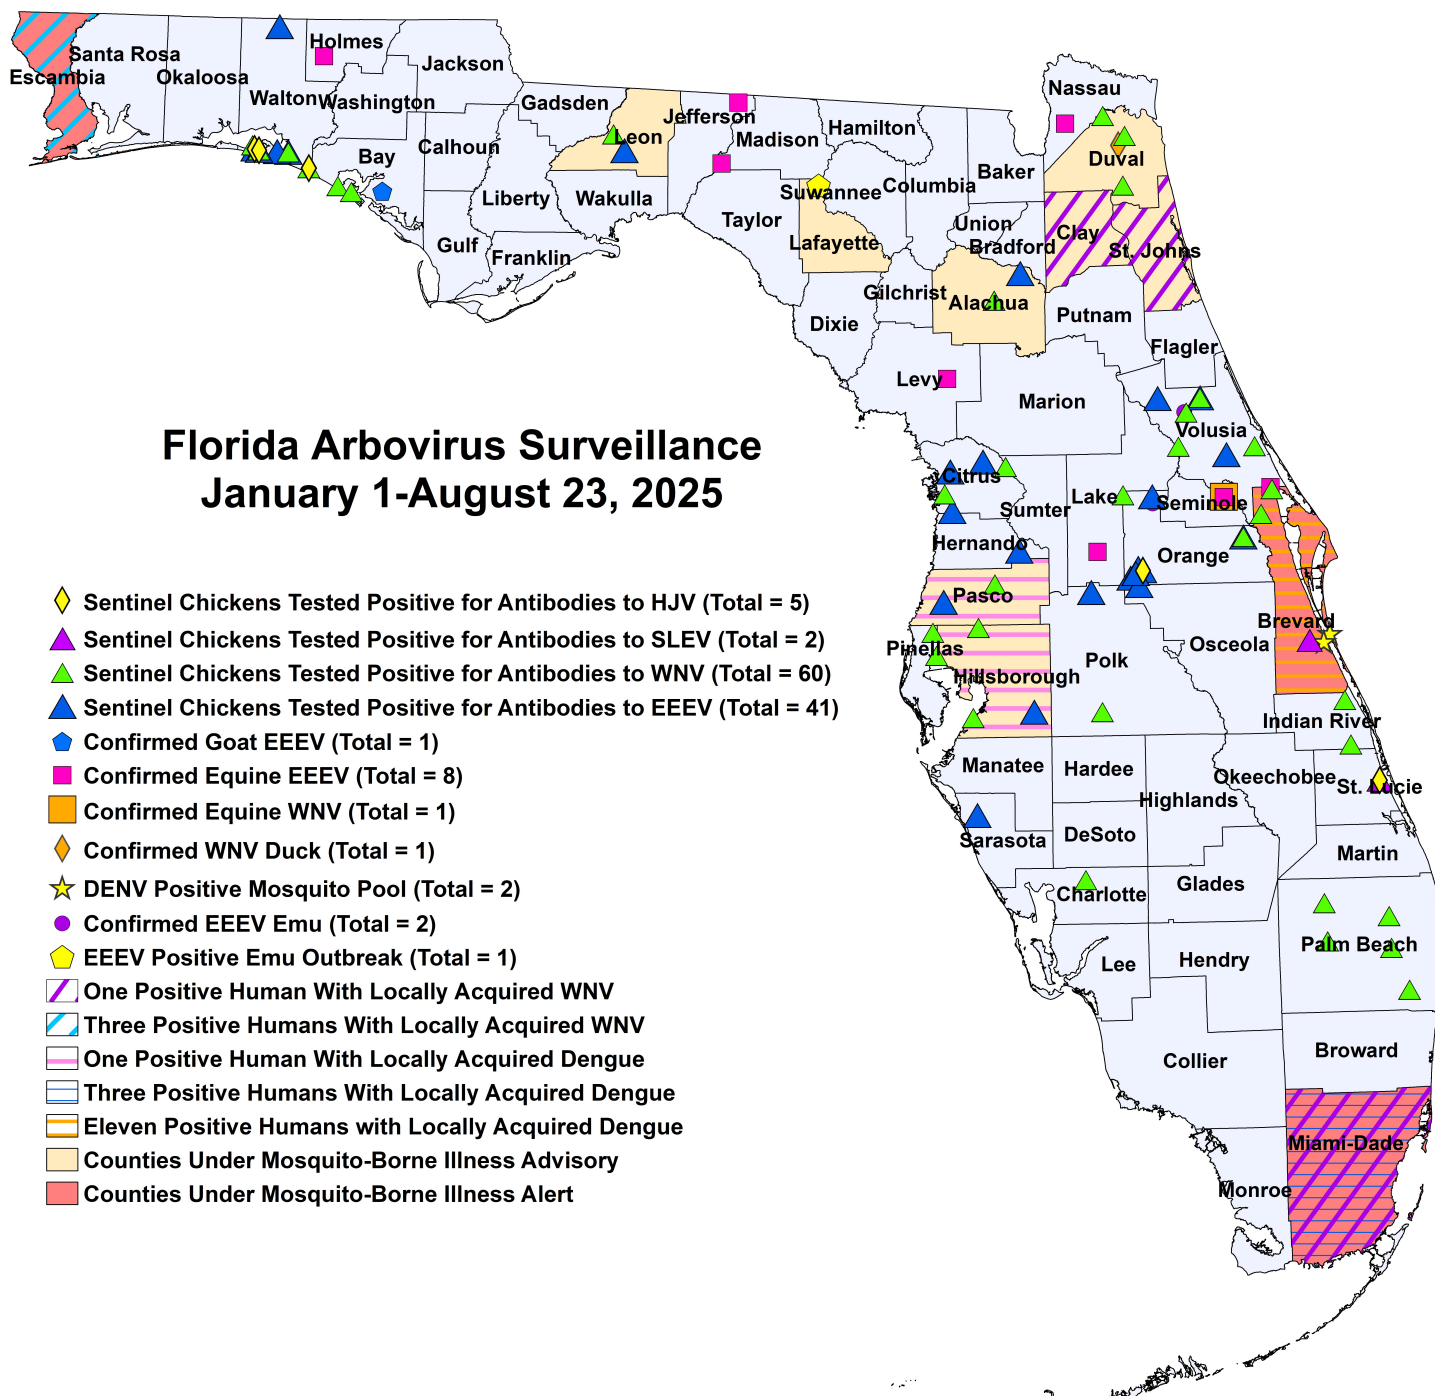 Santa Rosa
Holmes
Jackson
Escambia
Okaloosa
Walton
Washington
Gadsden
Nassau
Jefferson
Leon
Madison
Hamilton
Calhoun
Bay
Duval
Suwannee
Columbia
Baker
Liberty
Wakulla
Taylor
Union
Clay
Gulf
Franklin
Lafayette
Bradford
St. Johns
Gilchrist
Alachua
Putnam
Dixie
Flagler
Levy
Marion
Volusia
Florida Arbovirus Surveillance
January 1-August 23, 2025
Citrus
Lake
Seminole
Sumter
Hernando
Orange
Pasco
Brevard
Pinellas
Osceola
Polk
Hillsborough
Indian River
Manatee
Hardee
Okeechobee
St. Lucie
Highlands
Sarasota
DeSoto
Martin
Charlotte
Glades
Palm Beach
Lee
Hendry
Collier
Broward
Miami-Dade
Monroe
Sentinel Chickens Tested Positive for Antibodies to HJV (Total = 5)
Sentinel Chickens Tested Positive for Antibodies to SLEV (Total = 2)
Sentinel Chickens Tested Positive for Antibodies to WNV (Total = 60)
Sentinel Chickens Tested Positive for Antibodies to EEEV (Total = 41)
Confirmed Goat EEEV (Total = 1)
Confirmed Equine EEEV (Total = 8)
Confirmed Equine WNV (Total = 1)
Confirmed WNV Duck (Total = 1)
DENV Positive Mosquito Pool (Total = 2)
Confirmed EEEV Emu (Total = 2)
EEEV Positive Emu Outbreak (Total = 1)
One Positive Human With Locally Acquired WNV
Three Positive Humans With Locally Acquired WNV
One Positive Human With Locally Acquired Dengue
Three Positive Humans With Locally Acquired Dengue
Eleven Positive Humans with Locally Acquired Dengue
Counties Under Mosquito-Borne Illness Advisory
Counties Under Mosquito-Borne Illness Alert